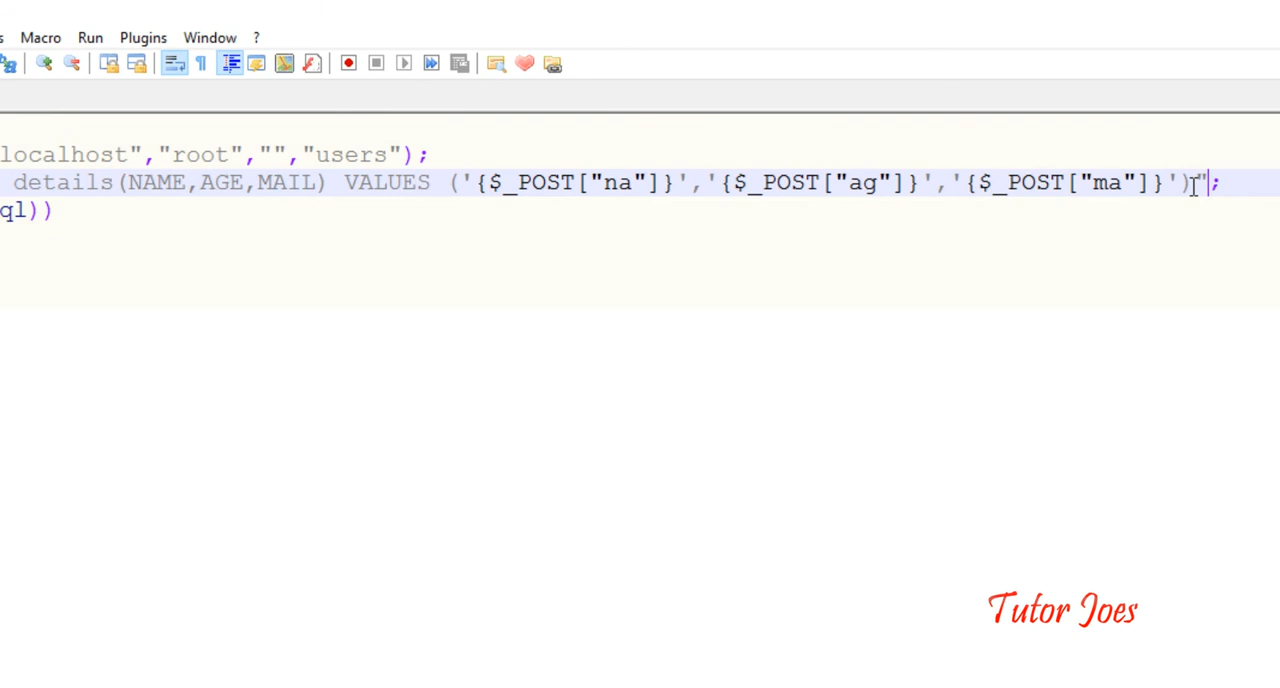 s Macro Run Plugins Window ?
localhost","root","","users");
details(NAME,AGE,MAIL) VALUES ('{$_POST["na"]}','{$_POST["ag"]}','{$_POST["ma"]}')";
ql))
Tutor Joes